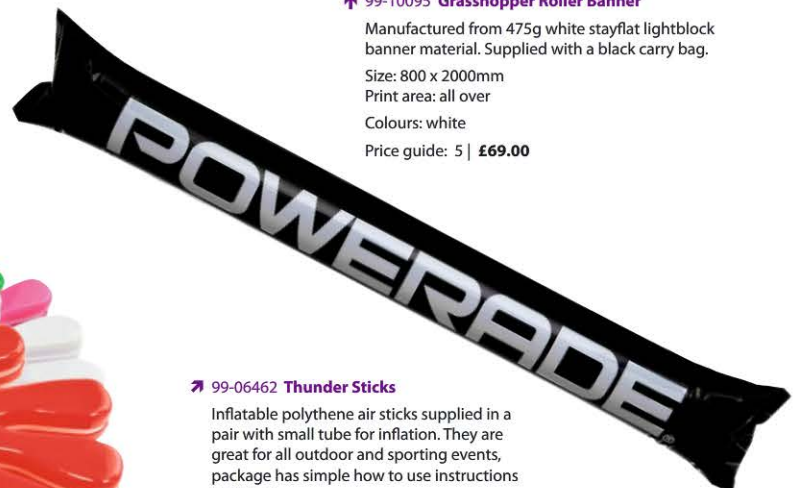 99-10095 Grasshopper Roller Banner
Manufactured from 475g white stayflat lightblock
banner material. Supplied with a black carry bag.
Size: 800 x 2000mm
Print area: all over
Colours: white
Price guide: 5 | £69.00
POWERADE
®
99-06462 Thunder Sticks
Inflatable polythene air sticks supplied in a
pair with small tube for inflation. They are
great for all outdoor and sporting events,
package has simple how to use instructions